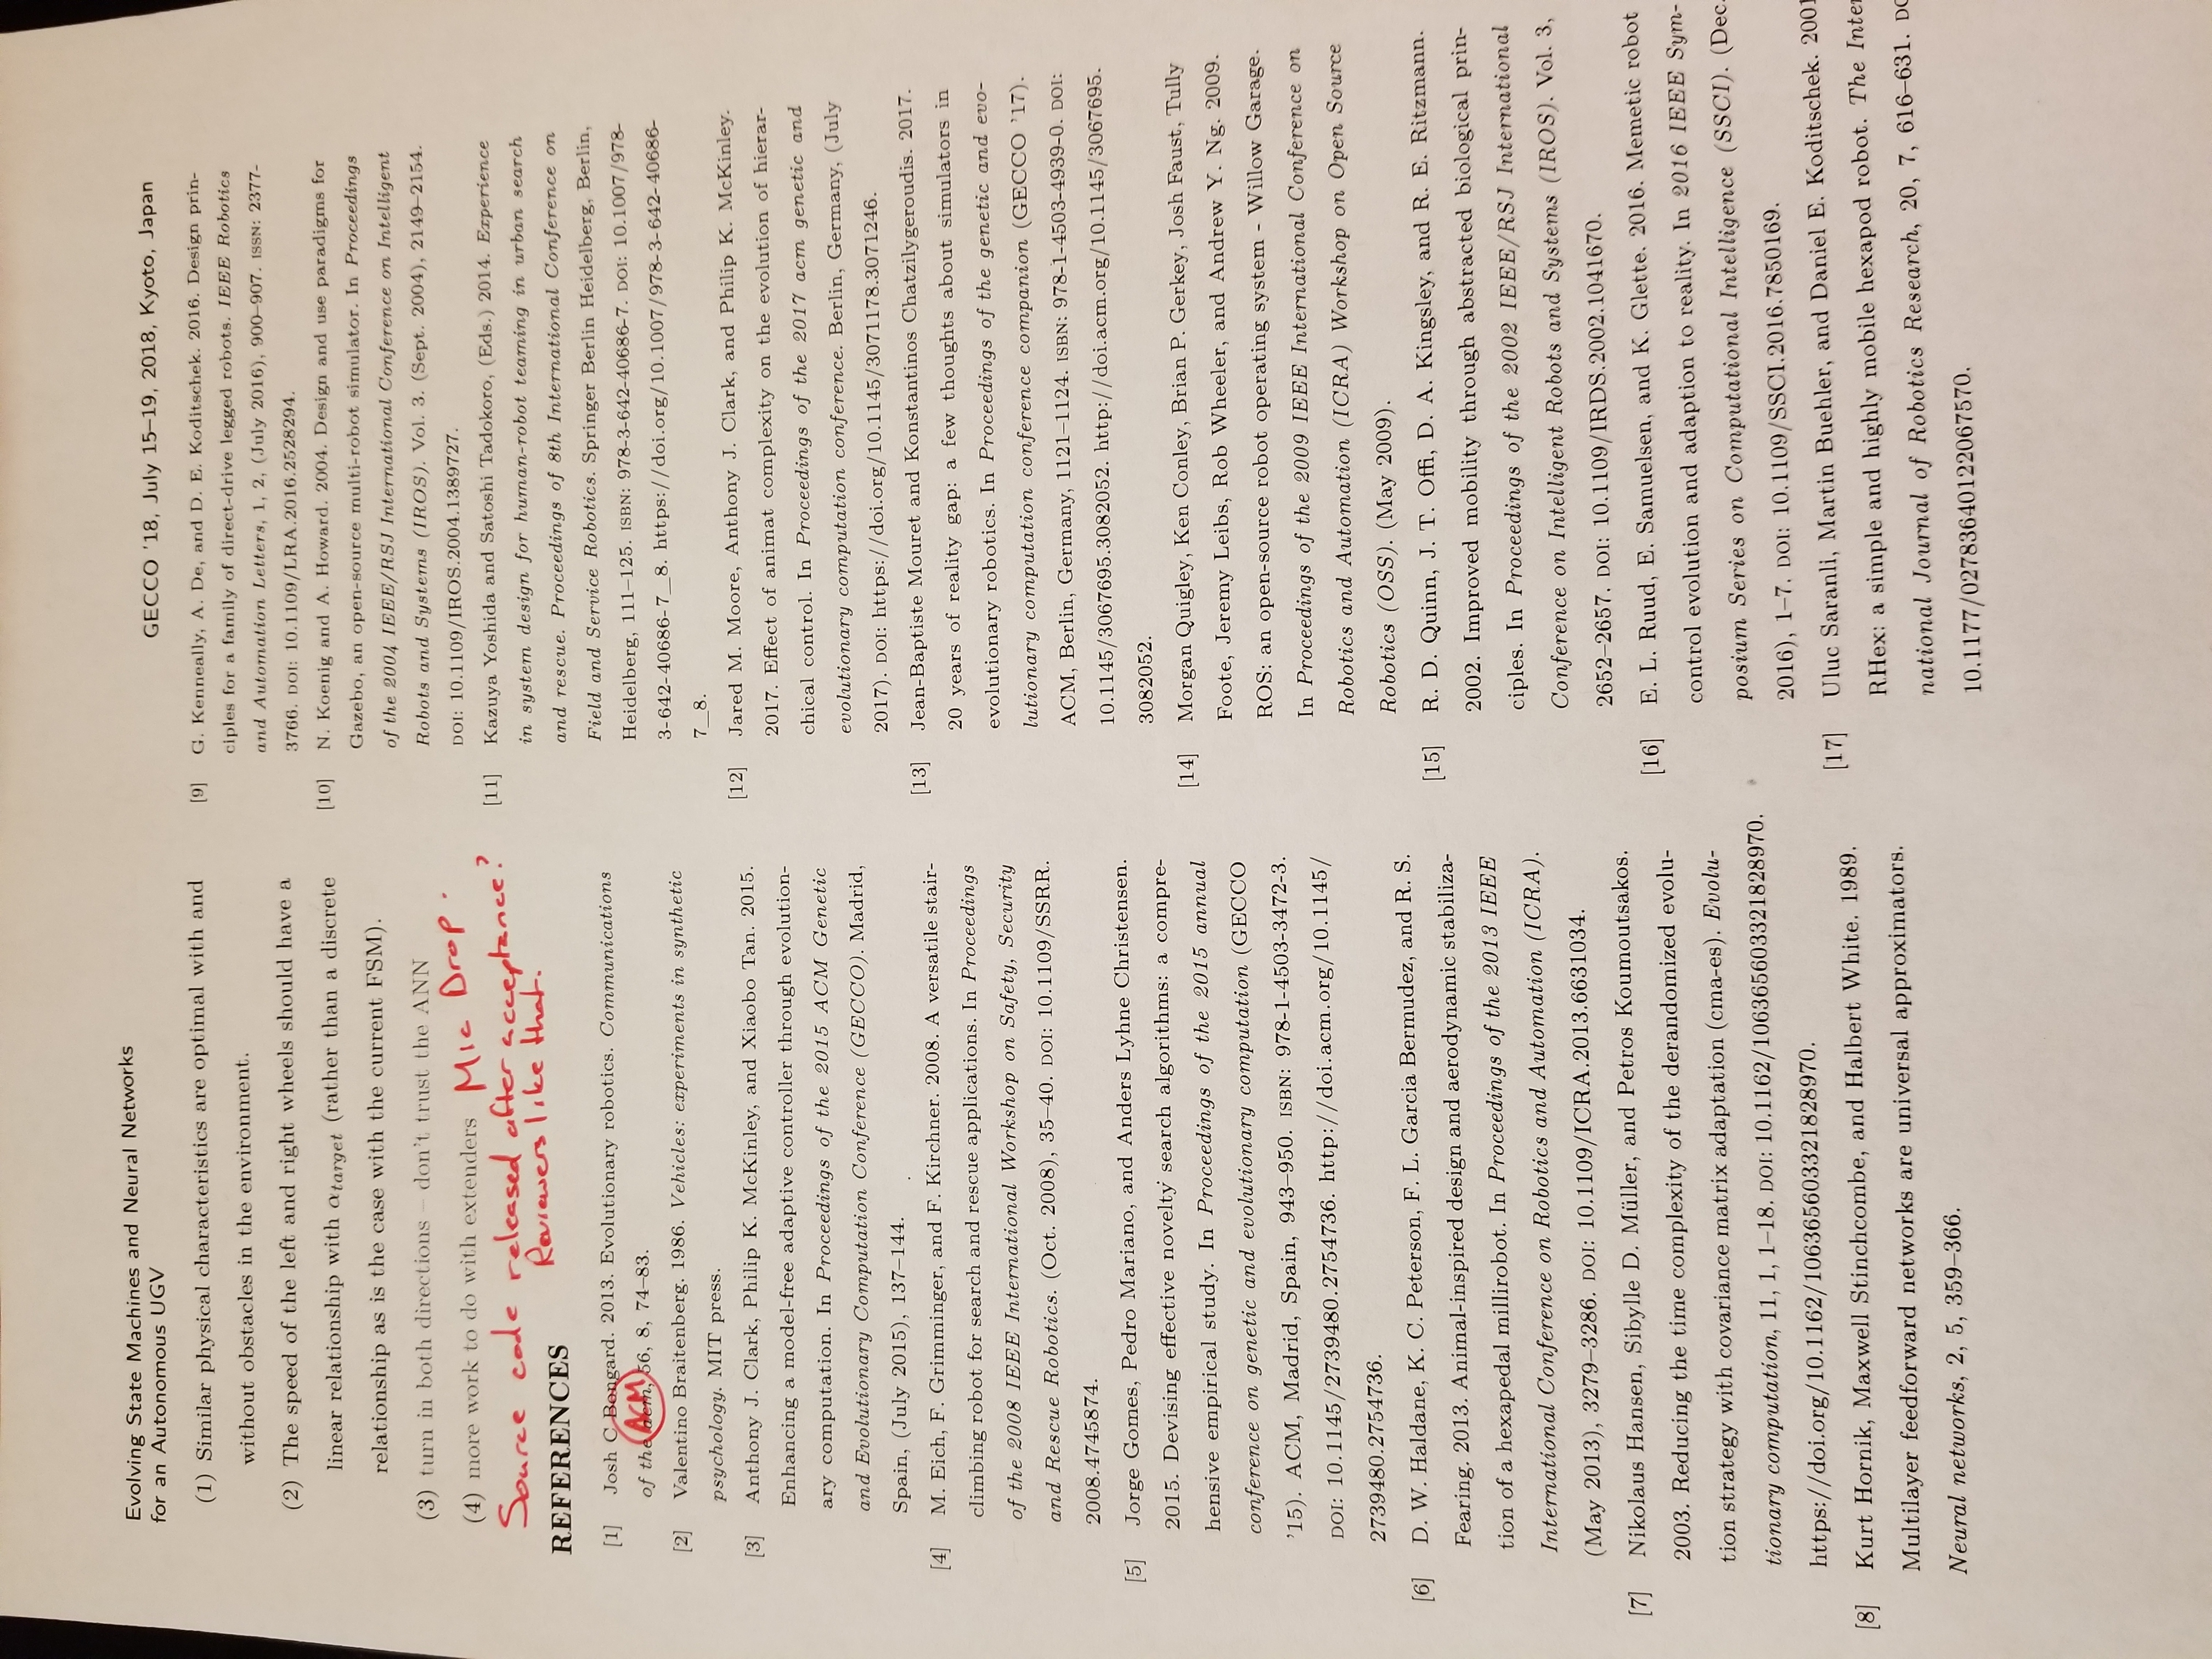 Evolving State Machines and Neural Networks
for an Autonomous UGV
GECCO '18, July 15–19, 2018, Kyoto, Japan
(1) Similar physical characteristics are optimal with and
without obstacles in the environment.
(2) The speed of the left and right wheels should have a
linear relationship with αtarget (rather than a discrete
relationship as is the case with the current FSM).
(3) turn in both directions – don't trust the ANN
(4) more work to do with extenders Mic Drop.
Source code released after acceptance?
Reviewers like that.
REFERENCES
[1] Josh C Bongard. 2013. Evolutionary robotics. Communications
of the acm, 56, 8, 74–83.
ACM
[2] Valentino Braitenberg. 1986. Vehicles: experiments in synthetic
psychology. MIT press.
[3] Anthony J. Clark, Philip K. McKinley, and Xiaobo Tan. 2015.
Enhancing a model-free adaptive controller through evolution-
ary computation. In Proceedings of the 2015 ACM Genetic
and Evolutionary Computation Conference (GECCO). Madrid,
Spain, (July 2015), 137–144.
[4] M. Eich, F. Grimminger, and F. Kirchner. 2008. A versatile stair-
climbing robot for search and rescue applications. In Proceedings
of the 2008 IEEE International Workshop on Safety, Security
and Rescue Robotics. (Oct. 2008), 35–40. DOI: 10.1109/SSRR.
2008.4745874.
[5] Jorge Gomes, Pedro Mariano, and Anders Lyhne Christensen.
2015. Devising effective novelty search algorithms: a compre-
hensive empirical study. In Proceedings of the 2015 annual
conference on genetic and evolutionary computation (GECCO
'15). ACM, Madrid, Spain, 943–950. ISBN: 978-1-4503-3472-3.
DOI: 10.1145/2739480.2754736. http://doi.acm.org/10.1145/
2739480.2754736.
[6] D. W. Haldane, K. C. Peterson, F. L. Garcia Bermudez, and R. S.
Fearing. 2013. Animal-inspired design and aerodynamic stabiliza-
tion of a hexapedal millirobot. In Proceedings of the 2013 IEEE
International Conference on Robotics and Automation (ICRA).
(May 2013), 3279–3286. DOI: 10.1109/ICRA.2013.6631034.
[7] Nikolaus Hansen, Sibylle D. Müller, and Petros Koumoutsakos.
2003. Reducing the time complexity of the derandomized evolu-
tion strategy with covariance matrix adaptation (cma-es). Evolu-
tionary computation, 11, 1, 1–18. DOI: 10.1162/106365603321828970.
https://doi.org/10.1162/106365603321828970.
[8] Kurt Hornik, Maxwell Stinchcombe, and Halbert White. 1989.
Multilayer feedforward networks are universal approximators.
Neural networks, 2, 5, 359–366.
[9] G. Kenneally, A. De, and D. E. Koditschek. 2016. Design prin-
ciples for a family of direct-drive legged robots. IEEE Robotics
and Automation Letters, 1, 2, (July 2016), 900–907. ISSN: 2377-
3766. DOI: 10.1109/LRA.2016.2528294.
[10] N. Koenig and A. Howard. 2004. Design and use paradigms for
Gazebo, an open-source multi-robot simulator. In Proceedings
of the 2004 IEEE/RSJ International Conference on Intelligent
Robots and Systems (IROS). Vol. 3. (Sept. 2004), 2149–2154.
DOI: 10.1109/IROS.2004.1389727.
[11] Kazuya Yoshida and Satoshi Tadokoro, (Eds.) 2014. Experience
in system design for human-robot teaming in urban search
and rescue. Proceedings of 8th International Conference on
Field and Service Robotics. Springer Berlin Heidelberg, Berlin,
Heidelberg, 111–125. ISBN: 978-3-642-40686-7. DOI: 10.1007/978-
3-642-40686-7_8. https://doi.org/10.1007/978-3-642-40686-
7_8.
[12] Jared M. Moore, Anthony J. Clark, and Philip K. McKinley.
2017. Effect of animat complexity on the evolution of hierar-
chical control. In Proceedings of the 2017 acm genetic and
evolutionary computation conference. Berlin, Germany, (July
2017). DOI: https://doi.org/10.1145/3071178.3071246.
[13] Jean-Baptiste Mouret and Konstantinos Chatzilygeroudis. 2017.
20 years of reality gap: a few thoughts about simulators in
evolutionary robotics. In Proceedings of the genetic and evo-
lutionary computation conference companion (GECCO '17).
ACM, Berlin, Germany, 1121–1124. ISBN: 978-1-4503-4939-0. DOI:
10.1145/3067695.3082052. http://doi.acm.org/10.1145/3067695.
3082052.
[14] Morgan Quigley, Ken Conley, Brian P. Gerkey, Josh Faust, Tully
Foote, Jeremy Leibs, Rob Wheeler, and Andrew Y. Ng. 2009.
ROS: an open-source robot operating system - Willow Garage.
In Proceedings of the 2009 IEEE International Conference on
Robotics and Automation (ICRA) Workshop on Open Source
Robotics (OSS). (May 2009).
[15] R. D. Quinn, J. T. Offi, D. A. Kingsley, and R. E. Ritzmann.
2002. Improved mobility through abstracted biological prin-
ciples. In Proceedings of the 2002 IEEE/RSJ International
Conference on Intelligent Robots and Systems (IROS). Vol. 3,
2652–2657. DOI: 10.1109/IRDS.2002.1041670.
[16] E. L. Ruud, E. Samuelsen, and K. Glette. 2016. Memetic robot
control evolution and adaption to reality. In 2016 IEEE Sym-
posium Series on Computational Intelligence (SSCI). (Dec.
2016), 1–7. DOI: 10.1109/SSCI.2016.7850169.
[17] Uluc Saranli, Martin Buehler, and Daniel E. Koditschek. 2001
RHex: a simple and highly mobile hexapod robot. The Inter
national Journal of Robotics Research, 20, 7, 616–631. DO
10.1177/02783640122067570.